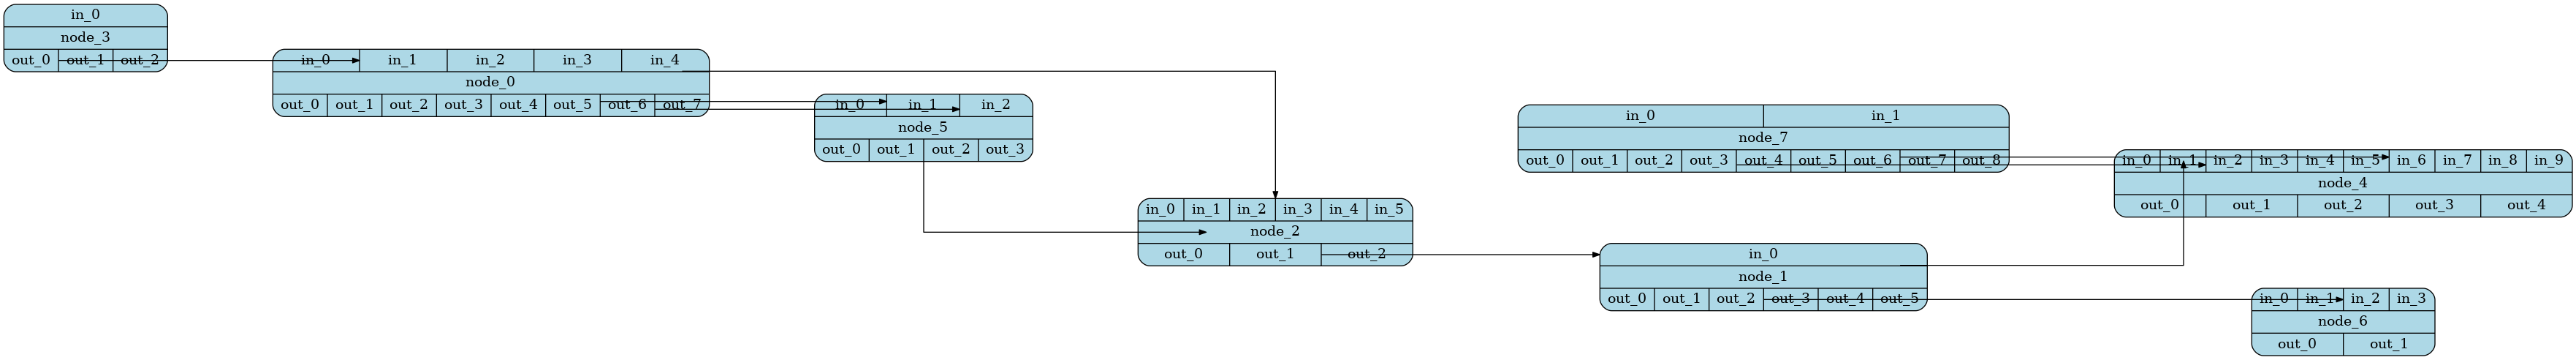 in_0
node_3
out_0 out_1 out_2
in_0 in_1 in_2 in_3 in_4
node_0
out_0 out_1 out_2 out_3 out_4 out_5 out_6 out_7
in_0 in_1 in_2
node_5
out_0 out_1 out_2 out_3
in_0 in_1 in_2 in_3 in_4 in_5
node_2
out_0 out_1 out_2
in_0 in_1
node_7
out_0 out_1 out_2 out_3 out_4 out_5 out_6 out_7 out_8
in_0
node_1
out_0 out_1 out_2 out_3 out_4 out_5
in_0 in_1 in_2 in_3 in_4 in_5 in_6 in_7 in_8 in_9
node_4
out_0 out_1 out_2 out_3 out_4
in_0 in_1 in_2 in_3
node_6
out_0 out_1